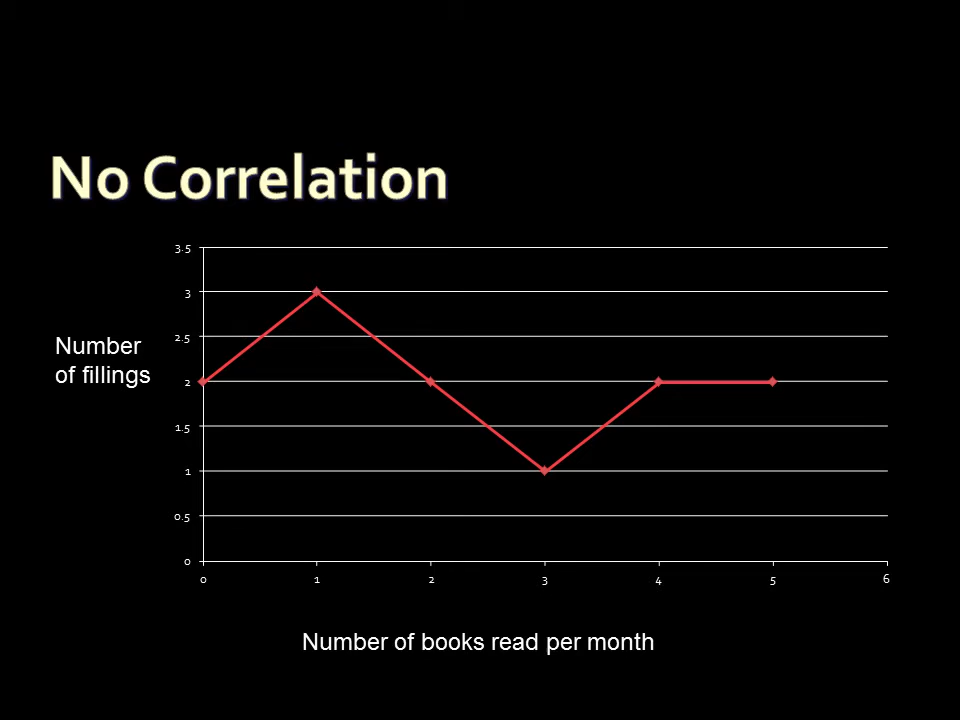 No Correlation
3.5
3
2.5
2
1.5
1
0.5
0
Number
of fillings
0 1 2 3 4 5 6
Number of books read per month